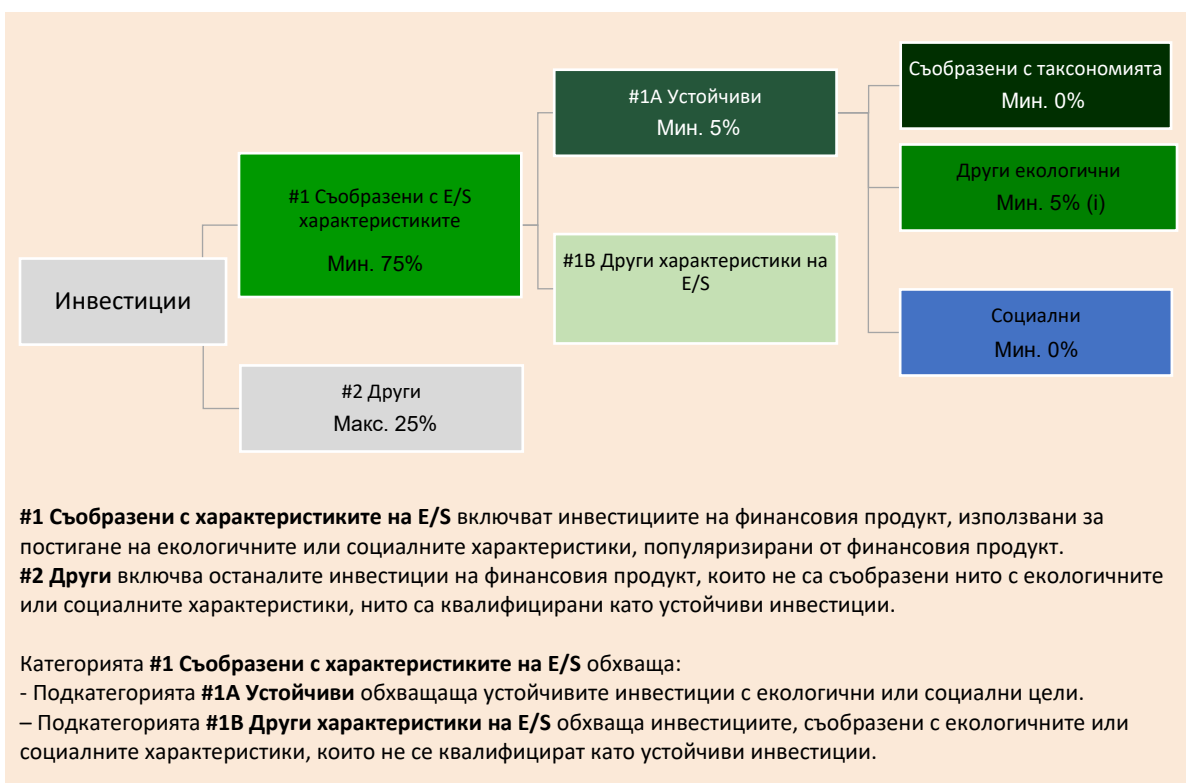 Инвестиции
#1 Съобразени с E/S
характеристиките
Мин. 75%
#2 Други
Макс. 25%
#1A Устойчиви
Мин. 5%
#1B Други характеристики на
E/S
Съобразени с таксономията
Мин. 0%
Други екологични
Мин. 5% (i)
Социални
Мин. 0%
#1 Съобразени с характеристиките на E/S включват инвестициите на финансовия продукт, използвани за
постигане на екологичните или социалните характеристики, популяризирани от финансовия продукт.
#2 Други включва останалите инвестиции на финансовия продукт, които не са съобразени нито с екологичните
или социалните характеристики, нито са квалифицирани като устойчиви инвестиции.
Категорията #1 Съобразени с характеристиките на E/S обхваща:
- Подкатегорията #1A Устойчиви обхващаща устойчивите инвестиции с екологични или социални цели.
– Подкатегорията #1B Други характеристики на E/S обхваща инвестициите, съобразени с екологичните или
социалните характеристики, които не се квалифицират като устойчиви инвестиции.